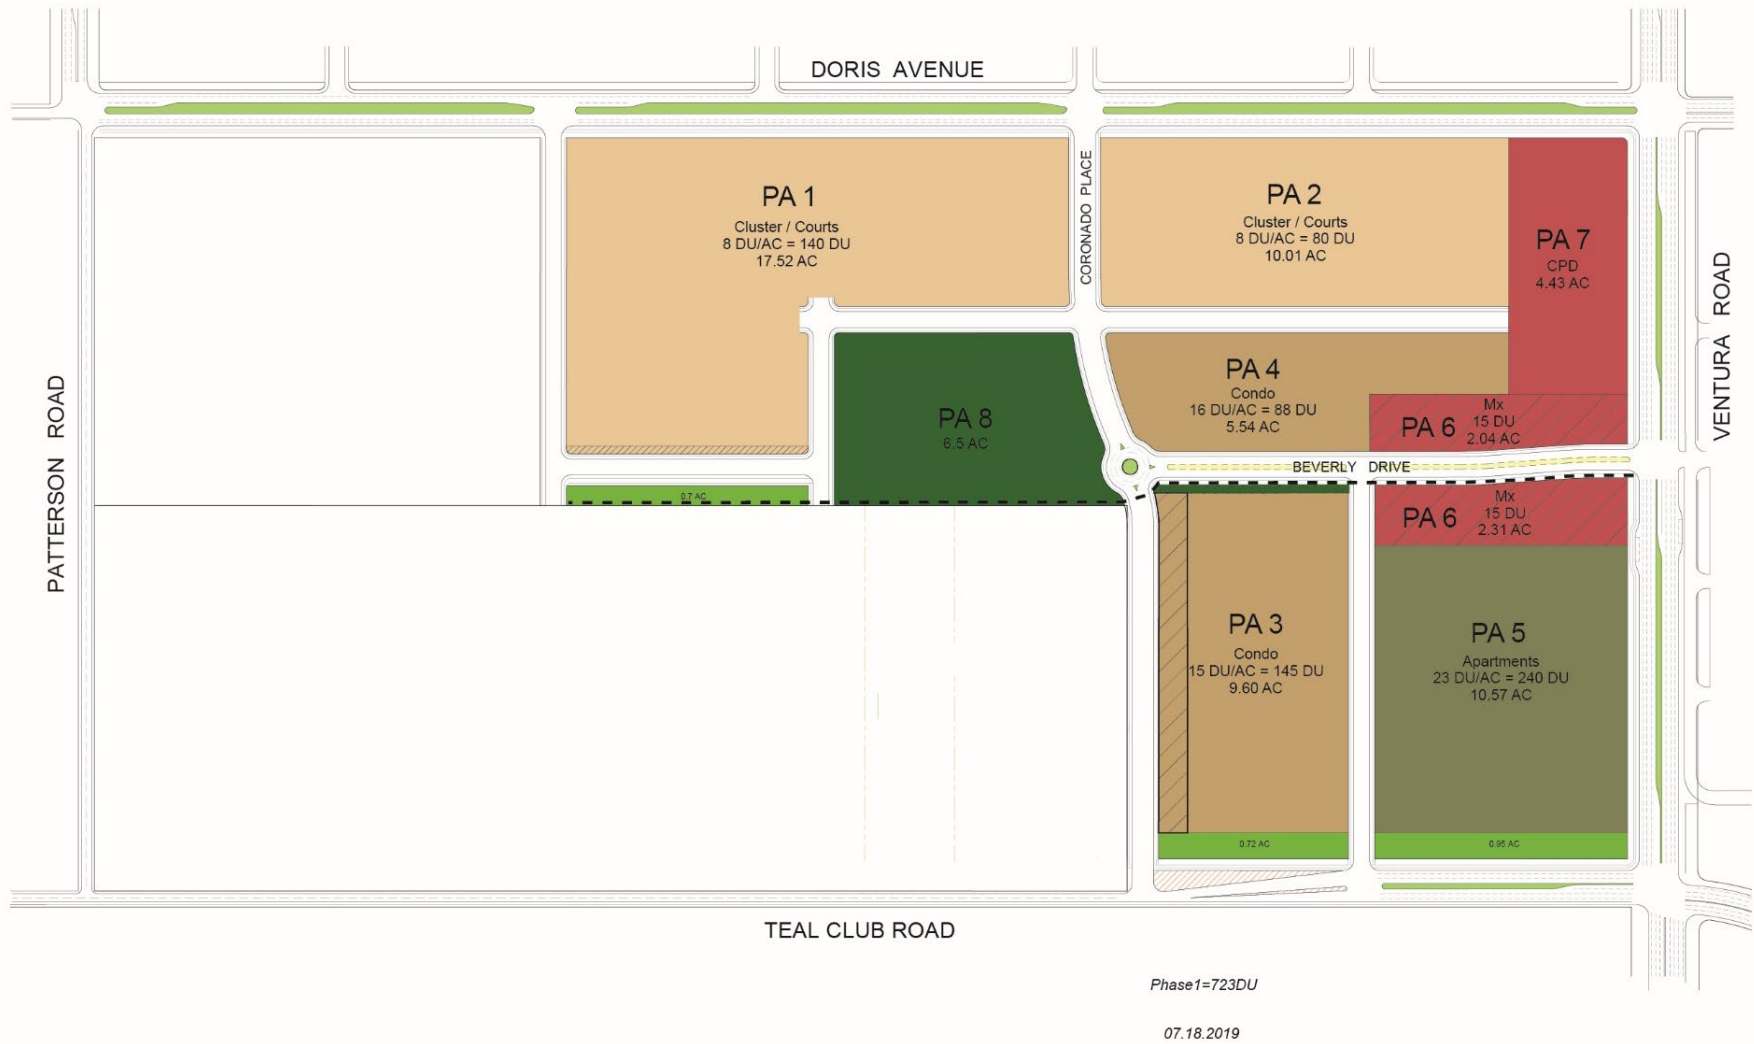 DORIS AVENUE
PA 1
Cluster / Courts
8 DU/AC = 140 DU
17.52 AC
CORONADO PLACE
PA 2
Cluster / Courts
8 DU/AC = 80 DU
10.01 AC
PA 7
CPD
4.43 AC
VENTURA ROAD
PATTERSON ROAD
PA 8
6.5 AC
PA 4
Condo
16 DU/AC = 88 DU
5.54 AC
PA 6
Mx
15 DU
2.04 AC
BEVERLY DRIVE
0.7 AC
PA 6
Mx
15 DU
2.31 AC
PA 3
Condo
15 DU/AC = 145 DU
9.60 AC
PA 5
Apartments
23 DU/AC = 240 DU
10.57 AC
0.72 AC
0.95 AC
TEAL CLUB ROAD
Phase1=723DU
07.18.2019